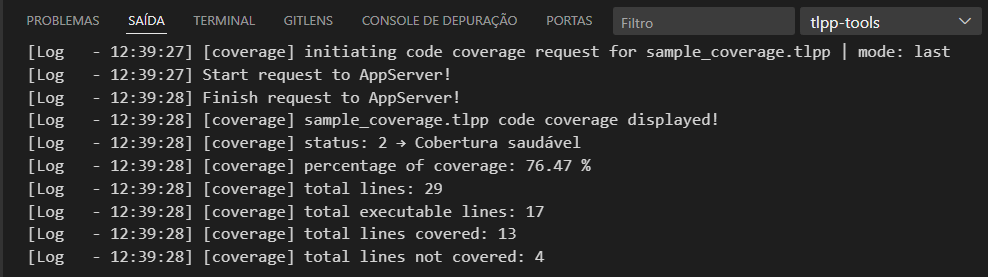 PROBLEMAS SAÍDA TERMINAL GITLENS CONSOLE DE DEPURAÇÃO PORTAS Filtro tlpp-tools
[Log   - 12:39:27] [coverage] initiating code coverage request for sample_coverage.tlpp | mode: last
[Log   - 12:39:27] Start request to AppServer!
[Log   - 12:39:28] Finish request to AppServer!
[Log   - 12:39:28] [coverage] sample_coverage.tlpp code coverage displayed!
[Log   - 12:39:28] [coverage] status: 2 → Cobertura saudável
[Log   - 12:39:28] [coverage] percentage of coverage: 76.47 %
[Log   - 12:39:28] [coverage] total lines: 29
[Log   - 12:39:28] [coverage] total executable lines: 17
[Log   - 12:39:28] [coverage] total lines covered: 13
[Log   - 12:39:28] [coverage] total lines not covered: 4